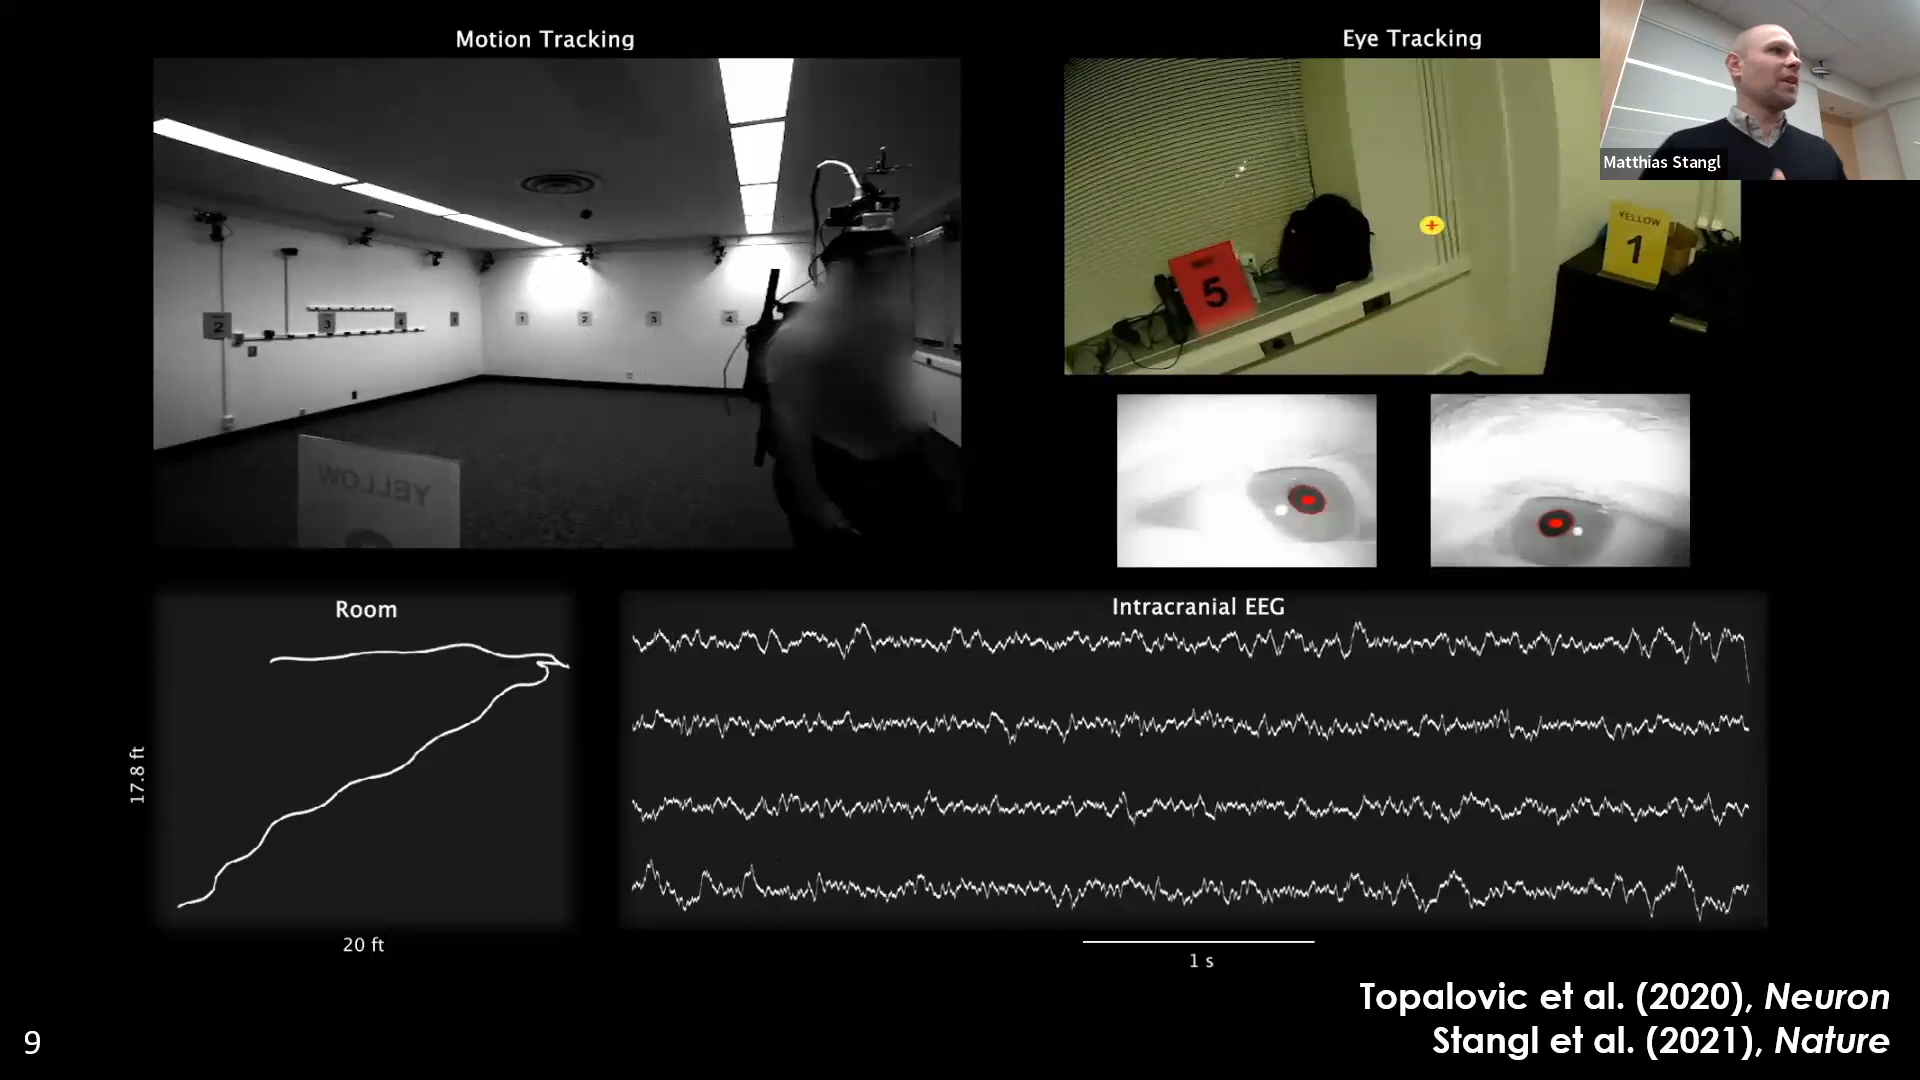 Motion Tracking
Eye Tracking
Matthias Stangl
2
3
4
1
1
2
3
4
YELLOW
5
YELLOW
1
Room
17.8 ft
20 ft
Intracranial EEG
1 s
Topalovic et al. (2020), Neuron
Stangl et al. (2021), Nature
9